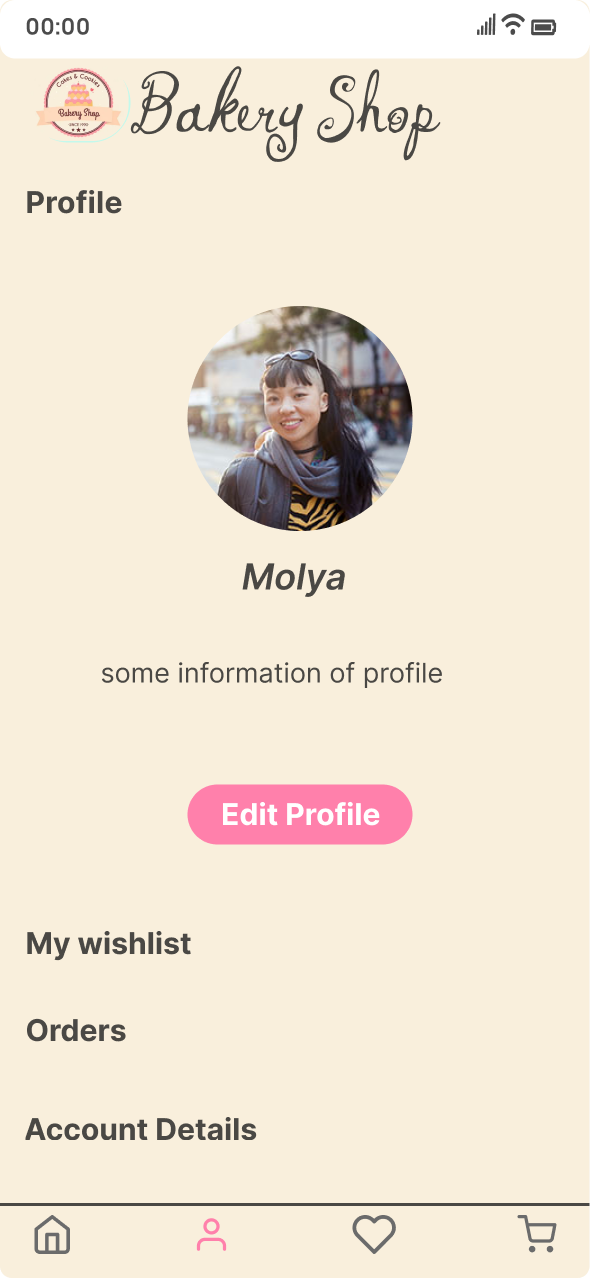 00:00
Cakes & Cookies
Bakery Shop
SINCE 1990
Bakery Shop
Profile
Molya
some information of profile
Edit Profile
My wishlist
Orders
Account Details